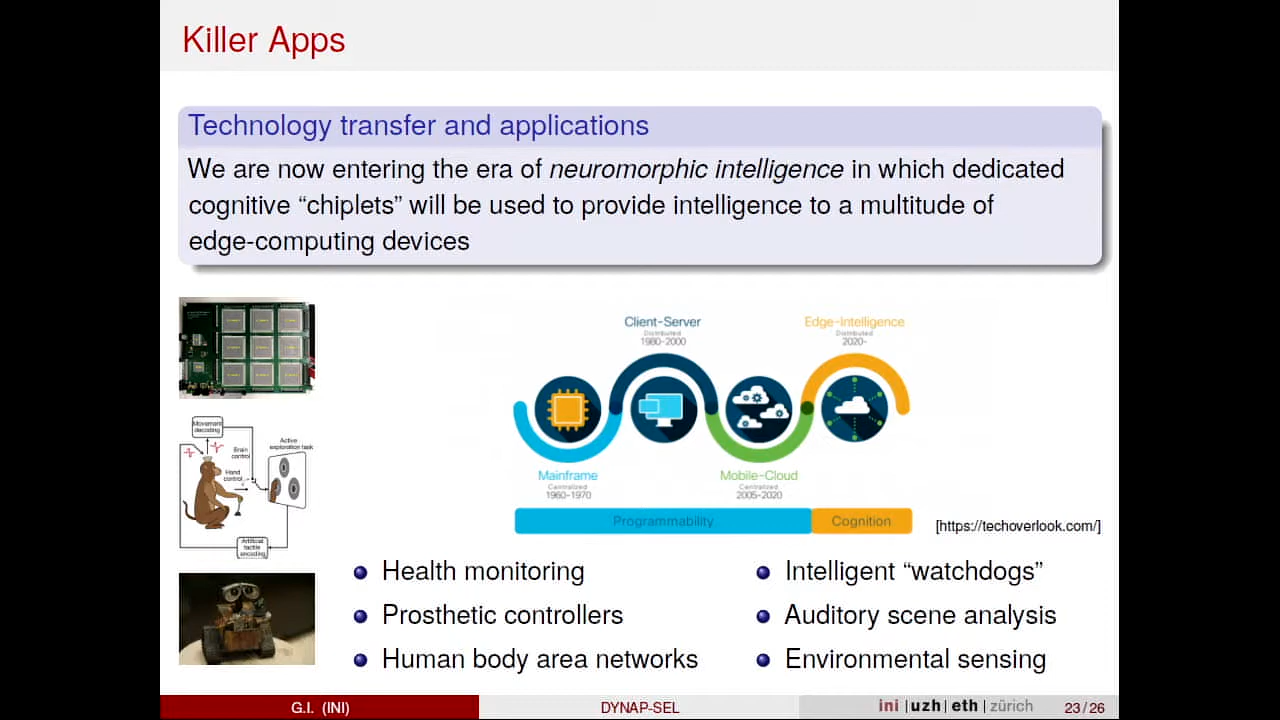 Killer Apps
Technology transfer and applications
We are now entering the era of neuromorphic intelligence in which dedicated
cognitive “chiplets” will be used to provide intelligence to a multitude of
edge-computing devices
Client-Server
Distributed
1980-2000
Edge-Intelligence
Distributed
2020-
Mainframe
Centralized
1960-1970
Mobile-Cloud
Centralized
2005-2020
Programmability
Cognition
[https://techoverlook.com/]
Movement
decoding
Brain
control
Hand
control
Active
exploration task
Artificial
tactile
encoding
Health monitoring
Prosthetic controllers
Human body area networks
Intelligent “watchdogs”
Auditory scene analysis
Environmental sensing
G.I. (INI)
DYNAP-SEL
ini | uzh | eth | zürich
23 / 26